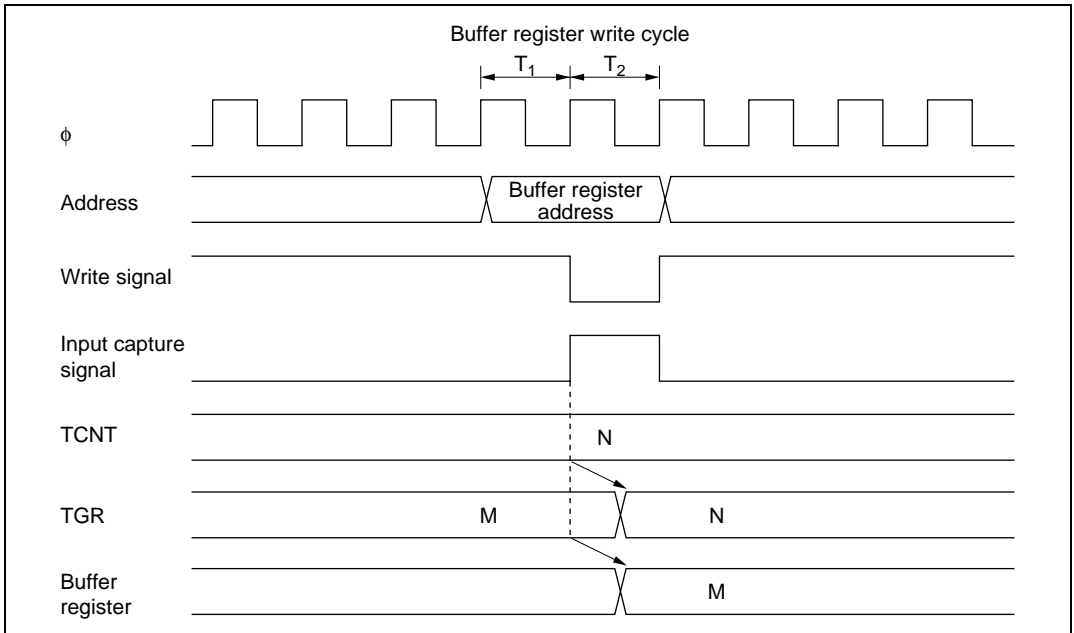 Buffer register write cycle
T1 T2
ϕ
Address
Buffer register
address
Write signal
Input capture
signal
TCNT
N
TGR
M
N
Buffer
register
M